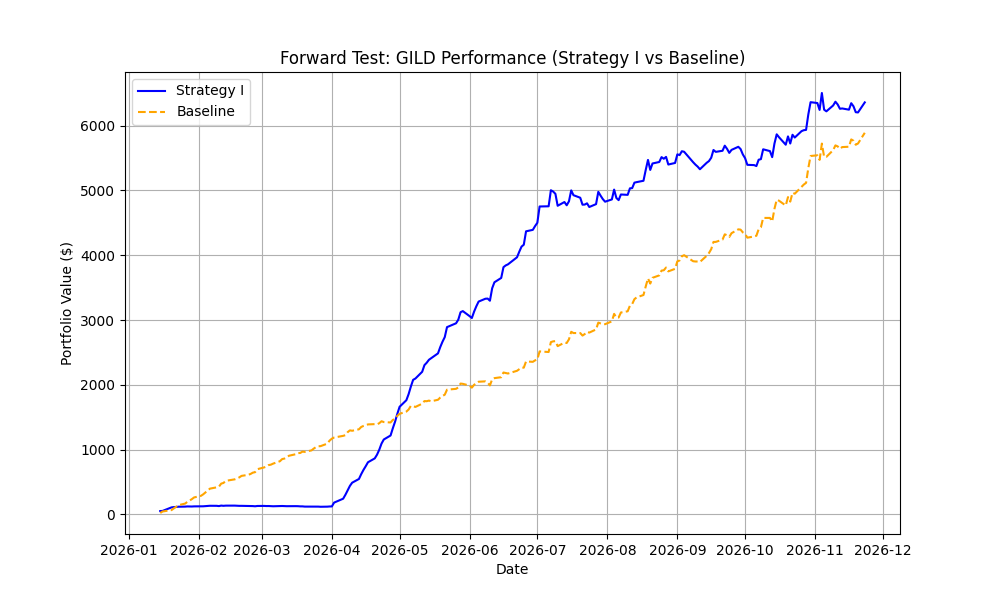 Forward Test: GILD Performance (Strategy I vs Baseline)
Strategy I
Baseline
Portfolio Value ($)
6000
5000
4000
3000
2000
1000
0
2026-01 2026-02 2026-03 2026-04 2026-05 2026-06 2026-07 2026-08 2026-09 2026-10 2026-11 2026-12
Date